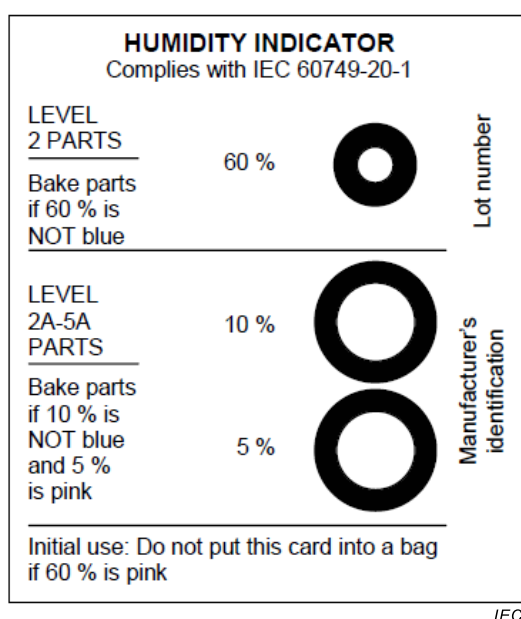 HUMIDITY INDICATOR
Complies with IEC 60749-20-1
LEVEL
2 PARTS
60 %
Bake parts
if 60 % is
NOT blue
Lot number
LEVEL
2A-5A
PARTS
10 %
Bake parts
if 10 % is
NOT blue
and 5 %
is pink
5 %
Manufacturer's
identification
Initial use: Do not put this card into a bag
if 60 % is pink
IEC